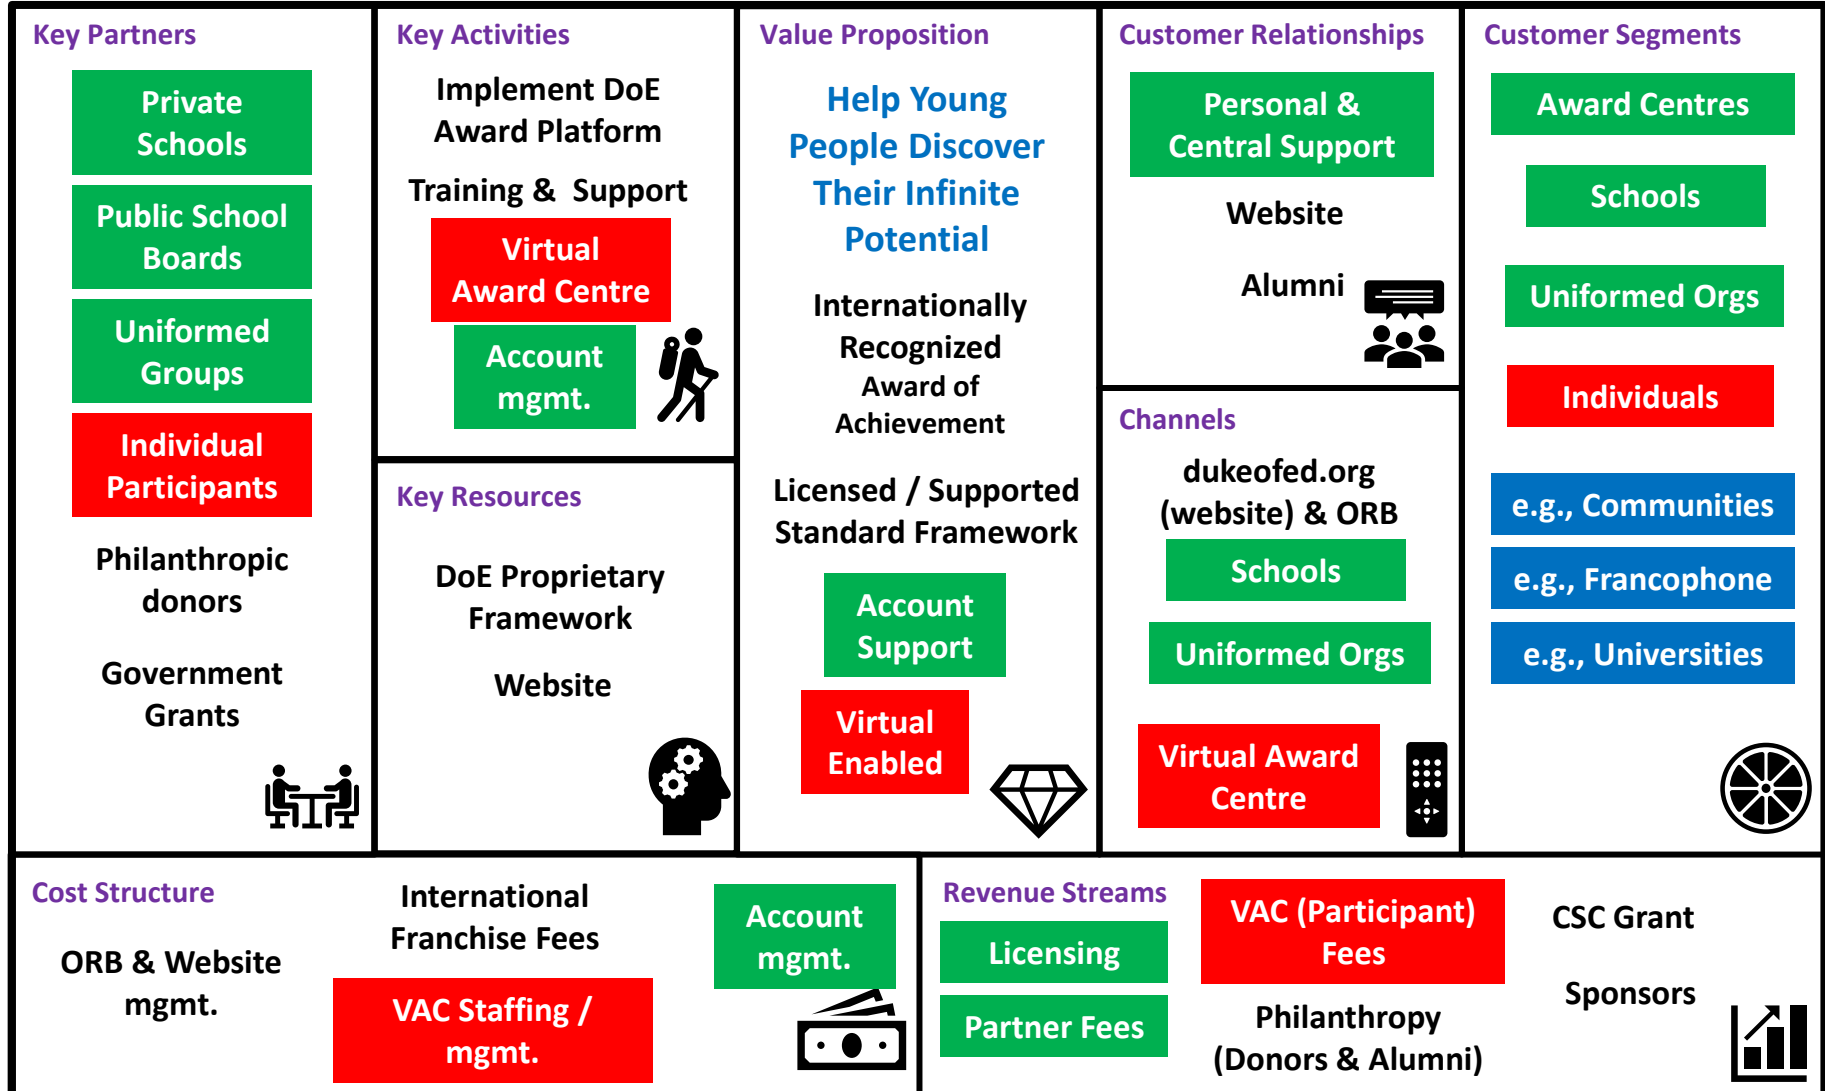 Key Partners
Private
Schools
Public School
Boards
Uniformed
Groups
Individual
Participants
Philanthropic
donors
Government
Grants
Key Activities
Implement DoE
Award Platform
Training & Support
Virtual
Award Centre
Account
mgmt.
Key Resources
DoE Proprietary
Framework
Website
Value Proposition
Help Young
People Discover
Their Infinite
Potential
Internationally
Recognized
Award of
Achievement
Licensed / Supported
Standard Framework
Account
Support
Virtual
Enabled
Customer Relationships
Personal &
Central Support
Website
Alumni
Channels
dukeofed.org
(website) & ORB
Schools
Uniformed Orgs
Virtual Award
Centre
Customer Segments
Award Centres
Schools
Uniformed Orgs
Individuals
e.g., Communities
e.g., Francophone
e.g., Universities
Cost Structure
ORB & Website
mgmt.
International
Franchise Fees
VAC Staffing /
mgmt.
Account
mgmt.
Revenue Streams
Licensing
Partner Fees
VAC (Participant)
Fees
Philanthropy
(Donors & Alumni)
CSC Grant
Sponsors